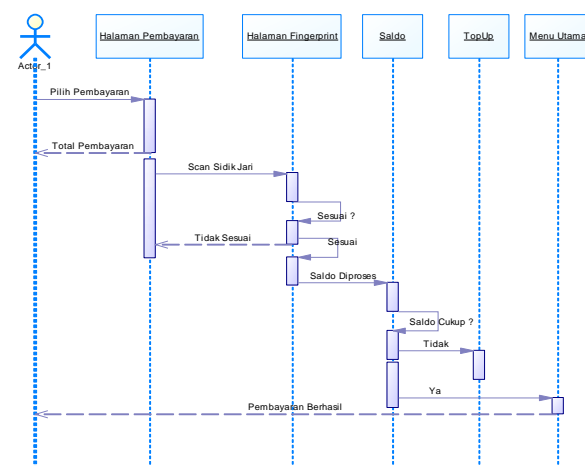 Halaman Pembayaran
Halaman Fingerprint
Saldo
TopUp
Menu Utama
Actor_1
Pilih Pembayaran
Total Pembayaran
Scan Sidik Jari
Sesuai ?
Tidak Sesuai
Sesuai
Saldo Diproses
Saldo Cukup ?
Tidak
Ya
Pembayaran Berhasil